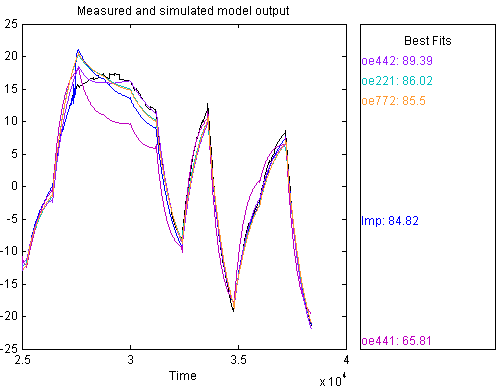 Measured and simulated model output
25
20
15
10
5
0
-5
-10
-15
-20
-25
2.5
3
3.5
4
Time
x 10^4
Best Fits
oe442: 89.39
oe221: 86.02
oe772: 85.5
Imp: 84.82
oe441: 65.81